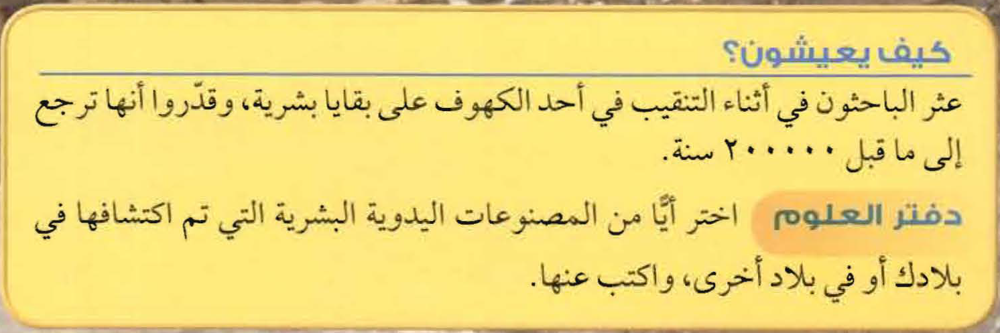 كيف يعيشون؟
عثر الباحثون في أثناء التنقيب في أحد الكهوف على بقايا بشرية، وقدّروا أنها ترجع
إلى ما قبل ٢٠٠٠٠٠ سنة.
دفتر العلوم اختر أيًّا من المصنوعات اليدوية البشرية التي تم اكتشافها في
بلادك أو في بلاد أخرى، واكتب عنها.